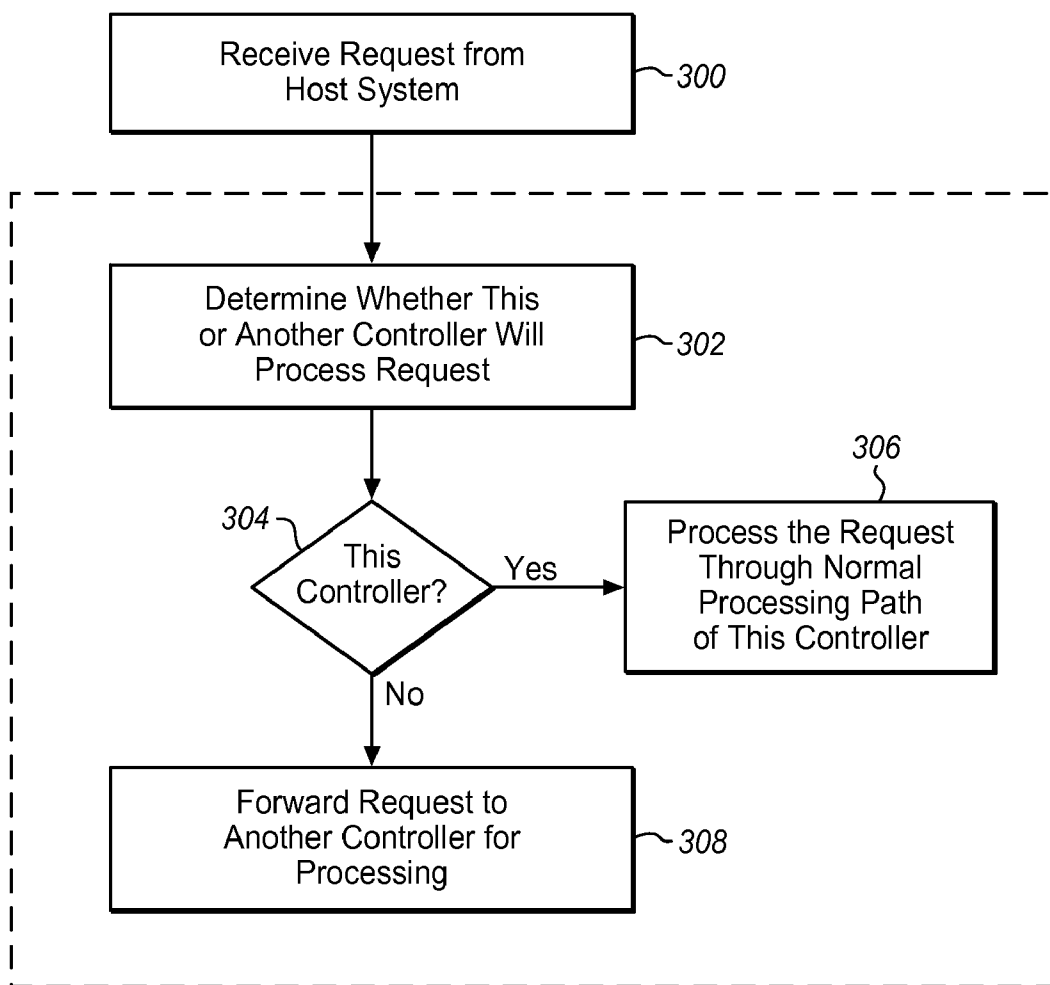 Receive Request from
Host System
300
Determine Whether This
or Another Controller Will
Process Request
302
304
This
Controller?
Yes
No
306
Process the Request
Through Normal
Processing Path
of This Controller
Forward Request to
Another Controller for
Processing
308